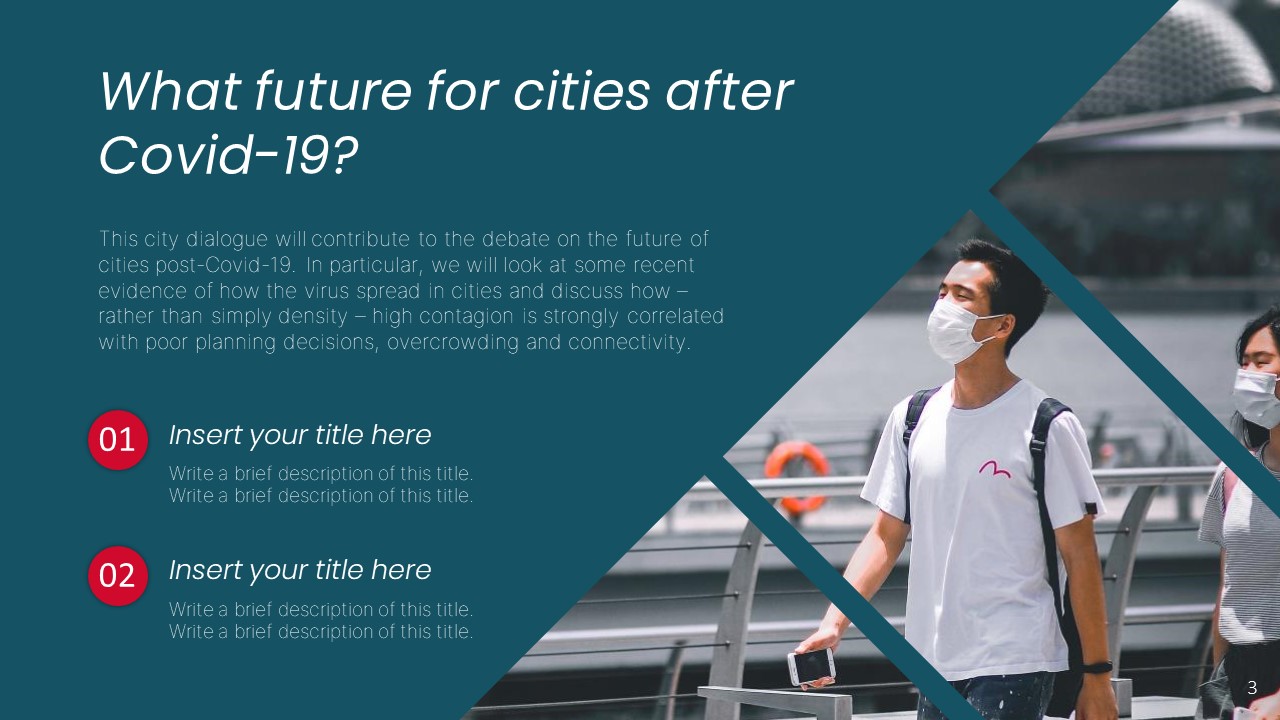 What future for cities after
Covid-19?
This city dialogue will contribute to the debate on the future of
cities post-Covid-19. In particular, we will look at some recent
evidence of how the virus spread in cities and discuss how –
rather than simply density – high contagion is strongly correlated
with poor planning decisions, overcrowding and connectivity.
01
Insert your title here
Write a brief description of this title.
Write a brief description of this title.
02
Insert your title here
Write a brief description of this title.
Write a brief description of this title.
3